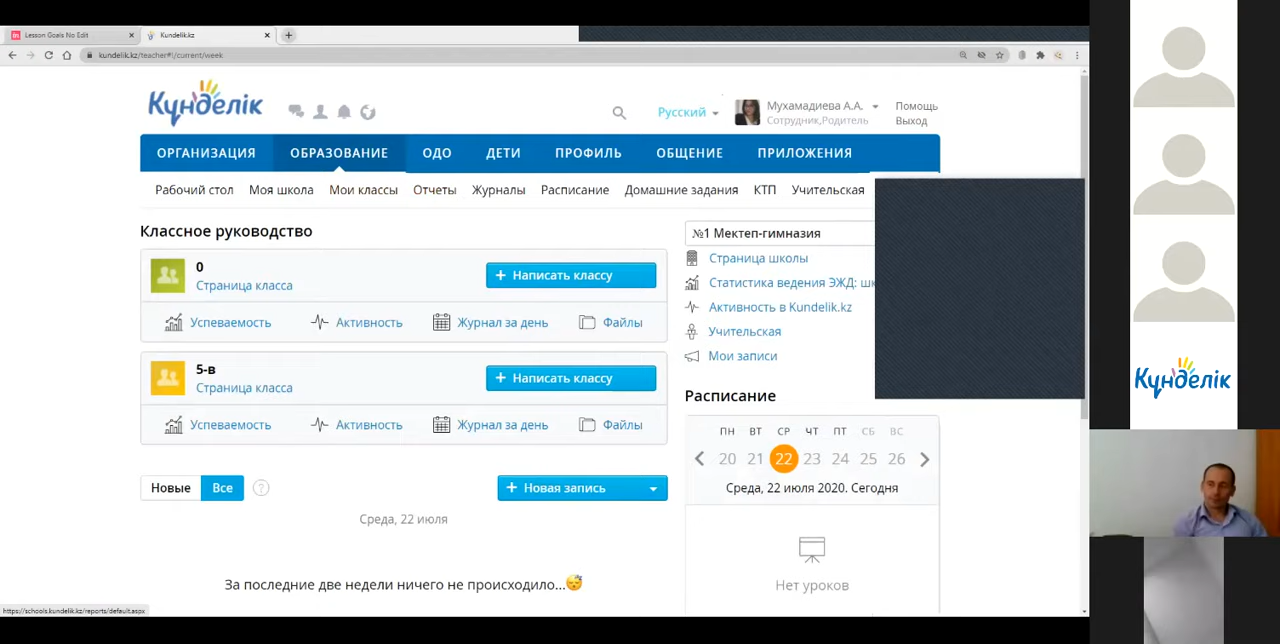 Lesson Goals No Edit
Kundelik.kz
kundelik.kz/teacher#!/current/week
Күнделік
Русский
Мухамадиева А.А.
Сотрудник,Родитель
Помощь
Выход
ОРГАНИЗАЦИЯ ОБРАЗОВАНИЕ ОДО ДЕТИ ПРОФИЛЬ ОБЩЕНИЕ ПРИЛОЖЕНИЯ
Рабочий стол Моя школа Мои классы Отчеты Журналы Расписание Домашние задания КТП Учительская
Классное руководство
0
Страница класса
+ Написать классу
Успеваемость Активность Журнал за день Файлы
5-в
Страница класса
+ Написать классу
Успеваемость Активность Журнал за день Файлы
Новые Все ?
+ Новая запись
Среда, 22 июля
За последние две недели ничего не происходило...
№1 Мектеп-гимназия
Страница школы
Статистика ведения ЭЖД: шк
Активность в Kundelik.kz
Учительская
Мои записи
Расписание
ПН ВТ СР ЧТ ПТ СБ ВС
20 21 22 23 24 25 26
Среда, 22 июля 2020. Сегодня
Нет уроков
https://schools.kundelik.kz/reports/default.aspx
Күнделік